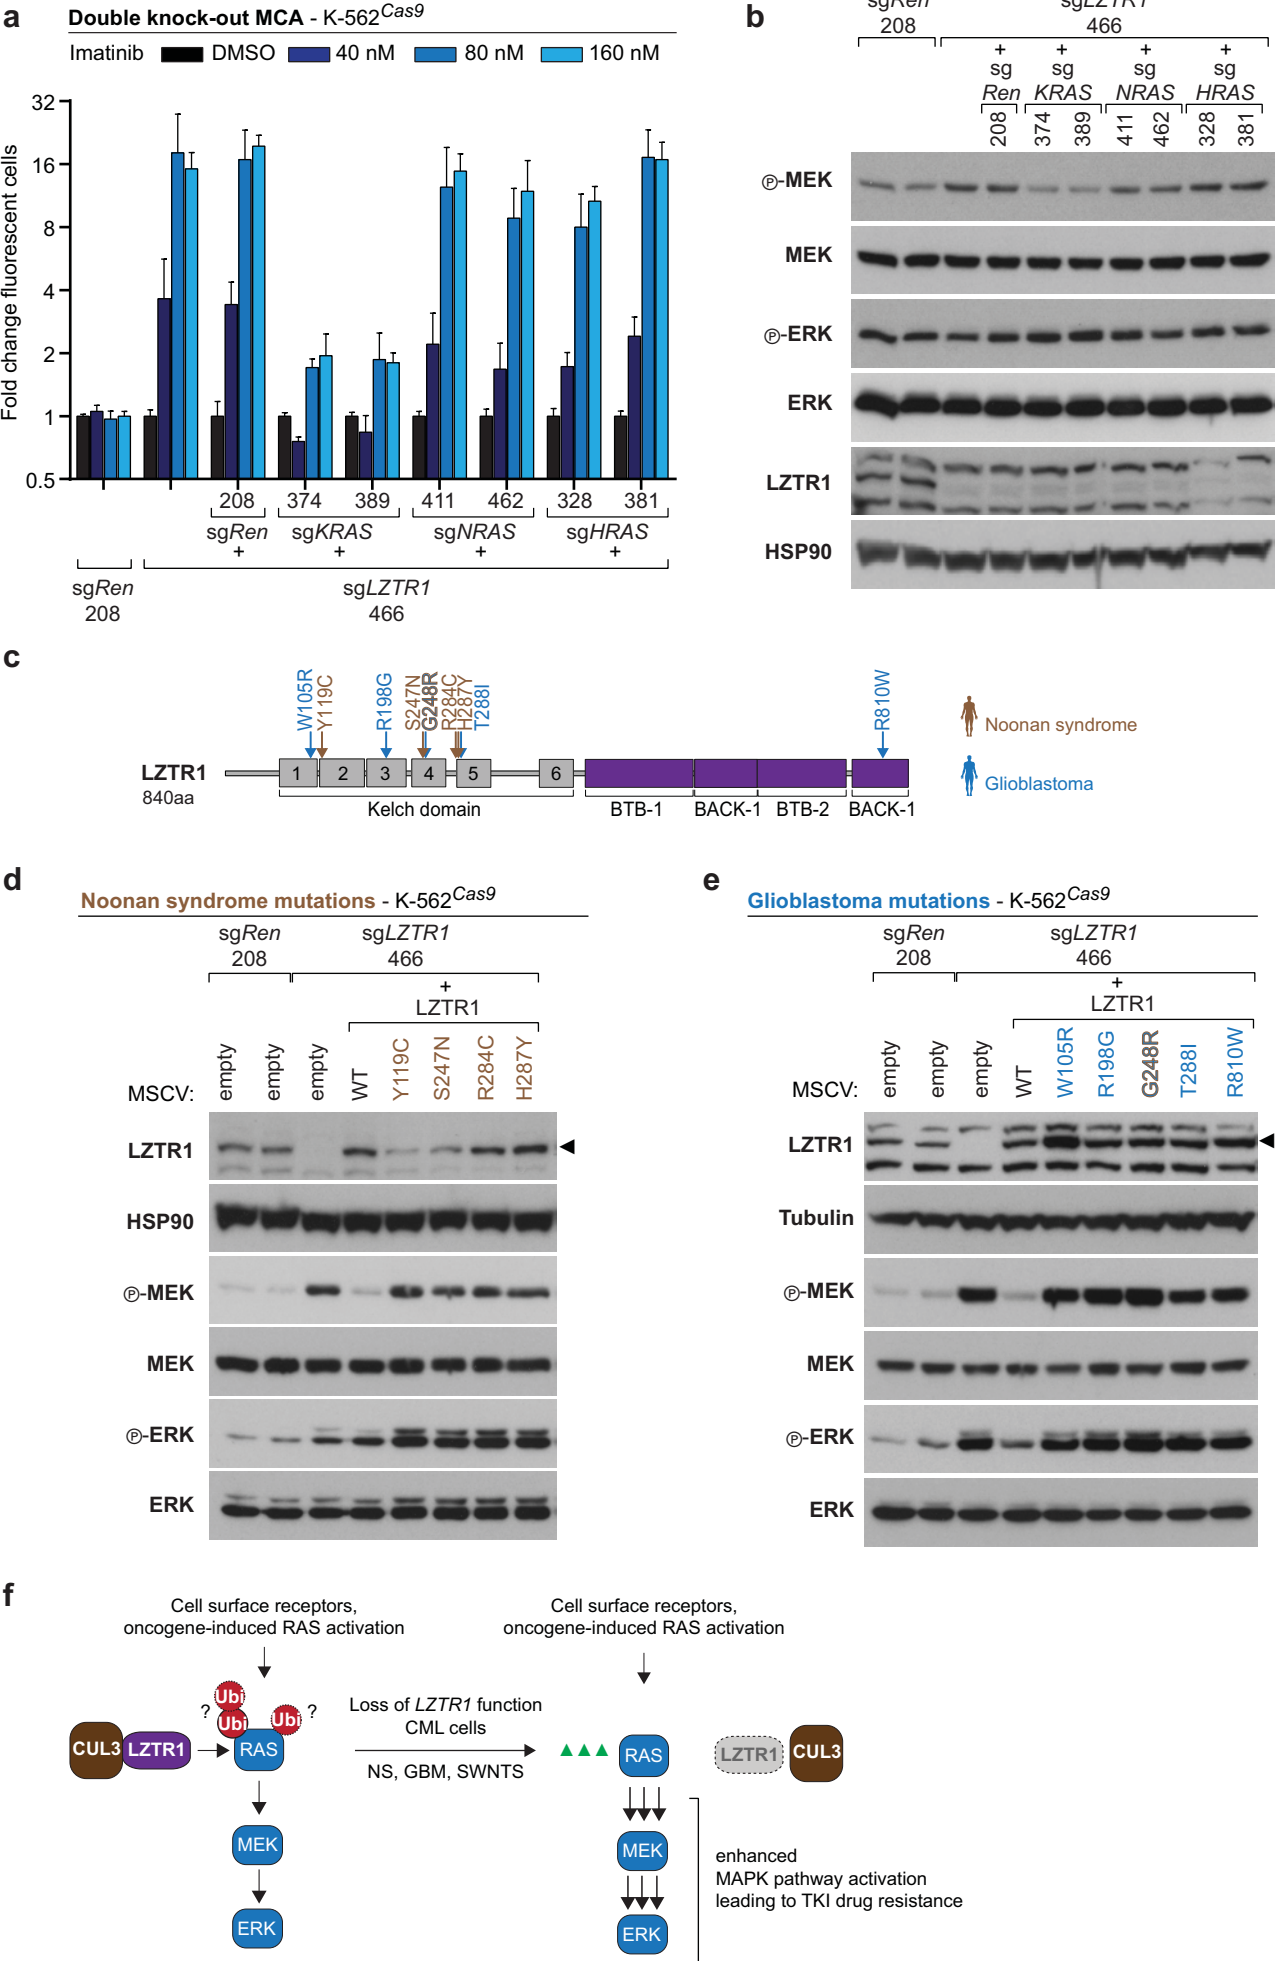 a
Double knock-out MCA - K-562Cas9
Imatinib DMSO 40 nM 80 nM 160 nM
Fold change fluorescent cells
32
16
8
4
2
1
0.5
208 374 389 411 462 328 381
sgRen sgKRAS sgNRAS sgHRAS
+ + + +
sgRen sgLZTR1
208 466
b
sgRen sgLZTR1
208 466
+ + + +
sg sg sg sg
Ren KRAS NRAS HRAS
208 374 389 411 462 328 381
Ⓟ-MEK
MEK
Ⓟ-ERK
ERK
LZTR1
HSP90
c
W105R Y119C R198G S247N G248R R284C H287Y T288I R810W
LZTR1
840aa
1 2 3 4 5 6
Kelch domain BTB-1 BACK-1 BTB-2 BACK-1
Noonan syndrome
Glioblastoma
d
Noonan syndrome mutations - K-562Cas9
sgRen sgLZTR1
208 466
+
LZTR1
MSCV: empty empty empty WT Y119C S247N R284C H287Y
LZTR1
HSP90
Ⓟ-MEK
MEK
Ⓟ-ERK
ERK
e
Glioblastoma mutations - K-562Cas9
sgRen sgLZTR1
208 466
+
LZTR1
MSCV: empty empty empty WT W105R R198G G248R T288I R810W
LZTR1
Tubulin
Ⓟ-MEK
MEK
Ⓟ-ERK
ERK
f
Cell surface receptors,
oncogene-induced RAS activation
? Ubi Ubi Ubi ?
CUL3 LZTR1 RAS
MEK
ERK
Loss of LZTR1 function
CML cells
NS, GBM, SWNTS
Cell surface receptors,
oncogene-induced RAS activation
RAS LZTR1 CUL3
MEK
ERK
enhanced
MAPK pathway activation
leading to TKI drug resistance